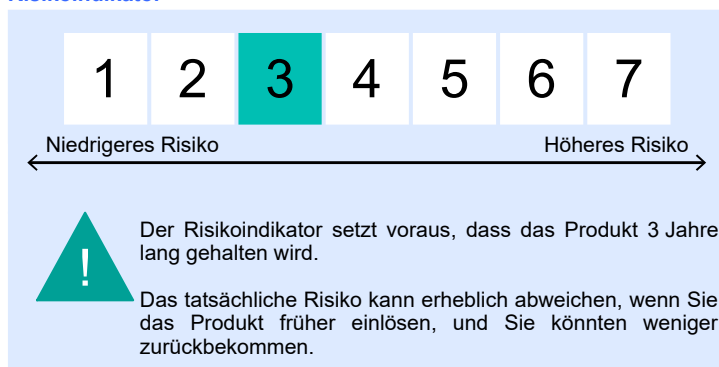 Risikoindikator
1 2 3 4 5 6 7
Niedrigeres Risiko Höheres Risiko
!
Der Risikoindikator setzt voraus, dass das Produkt 3 Jahre
lang gehalten wird.
Das tatsächliche Risiko kann erheblich abweichen, wenn Sie
das Produkt früher einlösen, und Sie könnten weniger
zurückbekommen.